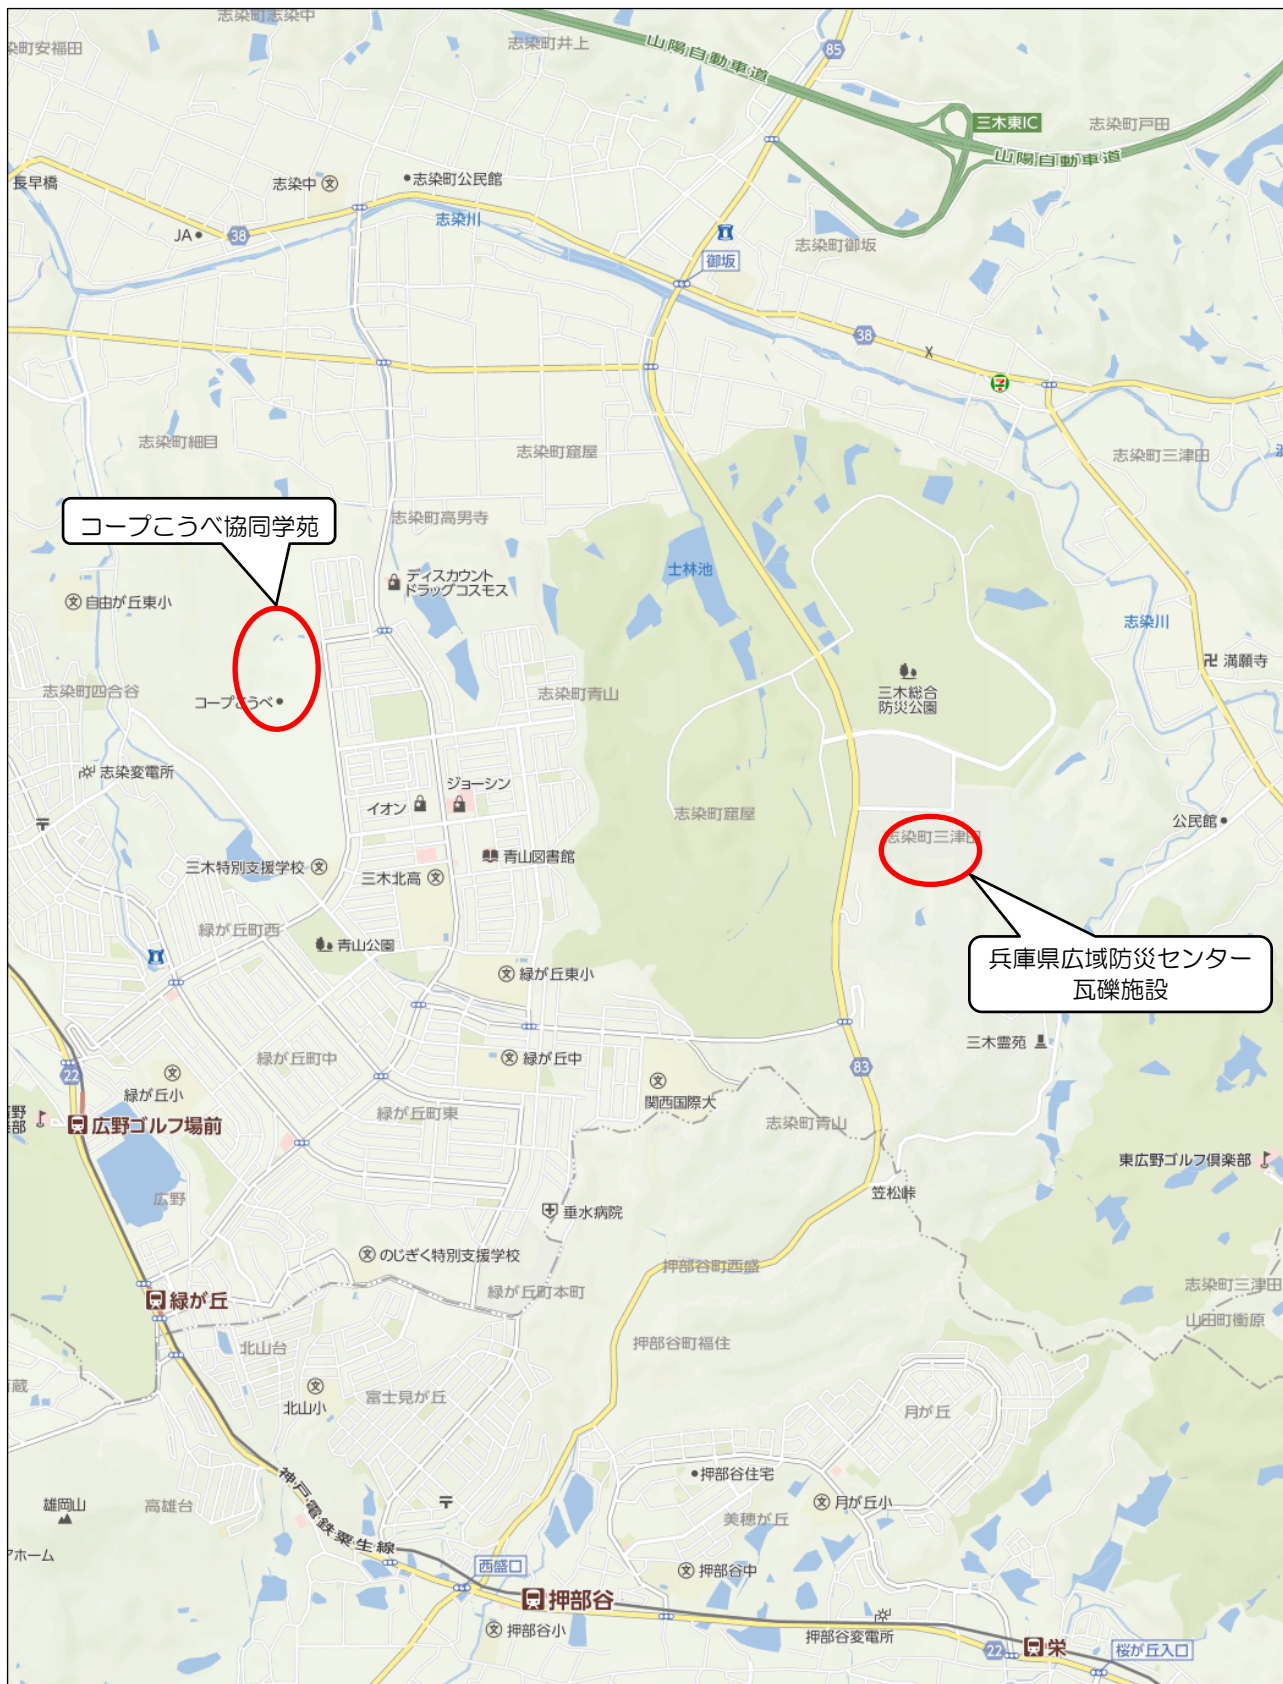 志染町志染中
染町安福田
志染町井上
山陽自動車道
85
三木東IC
志染町戸田
山陽自動車道
長早橋
志染中
志染町公民館
志染川
JA
38
御坂
志染町御坂
38
X
志染町細目
志染町窟屋
志染町三津田
コープこうべ協同学苑
志染町高男寺
ディスカウント
ドラッグコスモス
士林池
自由が丘東小
志染川
満願寺
志染町四合谷
コープこうべ
志染町青山
三木総合
防災公園
志染変電所
ジョーシン
イオン
志染町窟屋
志染町三津田
公民館
青山図書館
三木特別支援学校
三木北高
緑が丘町西
青山公園
緑が丘東小
兵庫県広域防災センター
瓦礫施設
三木霊苑
緑が丘町中
緑が丘中
83
22
緑が丘小
緑が丘町東
関西国際大
志染町青山
広野ゴルフ場前
東広野ゴルフ倶楽部
広野
笠松峠
垂水病院
のじぎく特別支援学校
押部谷町西盛
緑が丘町本町
志染町三津田
緑が丘
山田町衝原
北山台
押部谷町福住
北山小
富士見が丘
月が丘
神戸電鉄粟生線
押部谷住宅
雄岡山
高雄台
月が丘小
美穂が丘
アホーム
西盛口
押部谷中
押部谷
押部谷小
押部谷変電所
22
栄
桜が丘入口